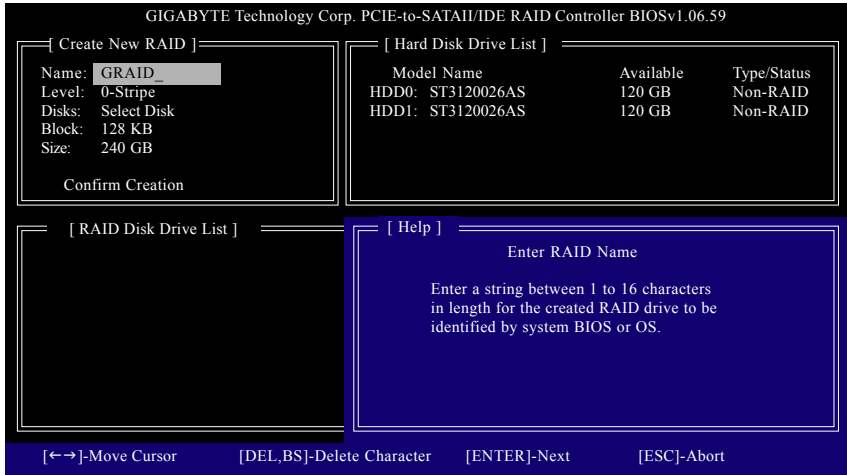 GIGABYTE Technology Corp. PCIE-to-SATAII/IDE RAID Controller BIOSv1.06.59
[ Create New RAID ]
Name: GRAID_
Level: 0-Stripe
Disks: Select Disk
Block: 128 KB
Size: 240 GB
Confirm Creation
[ Hard Disk Drive List ]
Model Name Available Type/Status
HDD0: ST3120026AS 120 GB Non-RAID
HDD1: ST3120026AS 120 GB Non-RAID
[ RAID Disk Drive List ]
[ Help ]
Enter RAID Name
Enter a string between 1 to 16 characters
in length for the created RAID drive to be
identified by system BIOS or OS.
[←→]-Move Cursor [DEL,BS]-Delete Character [ENTER]-Next [ESC]-Abort